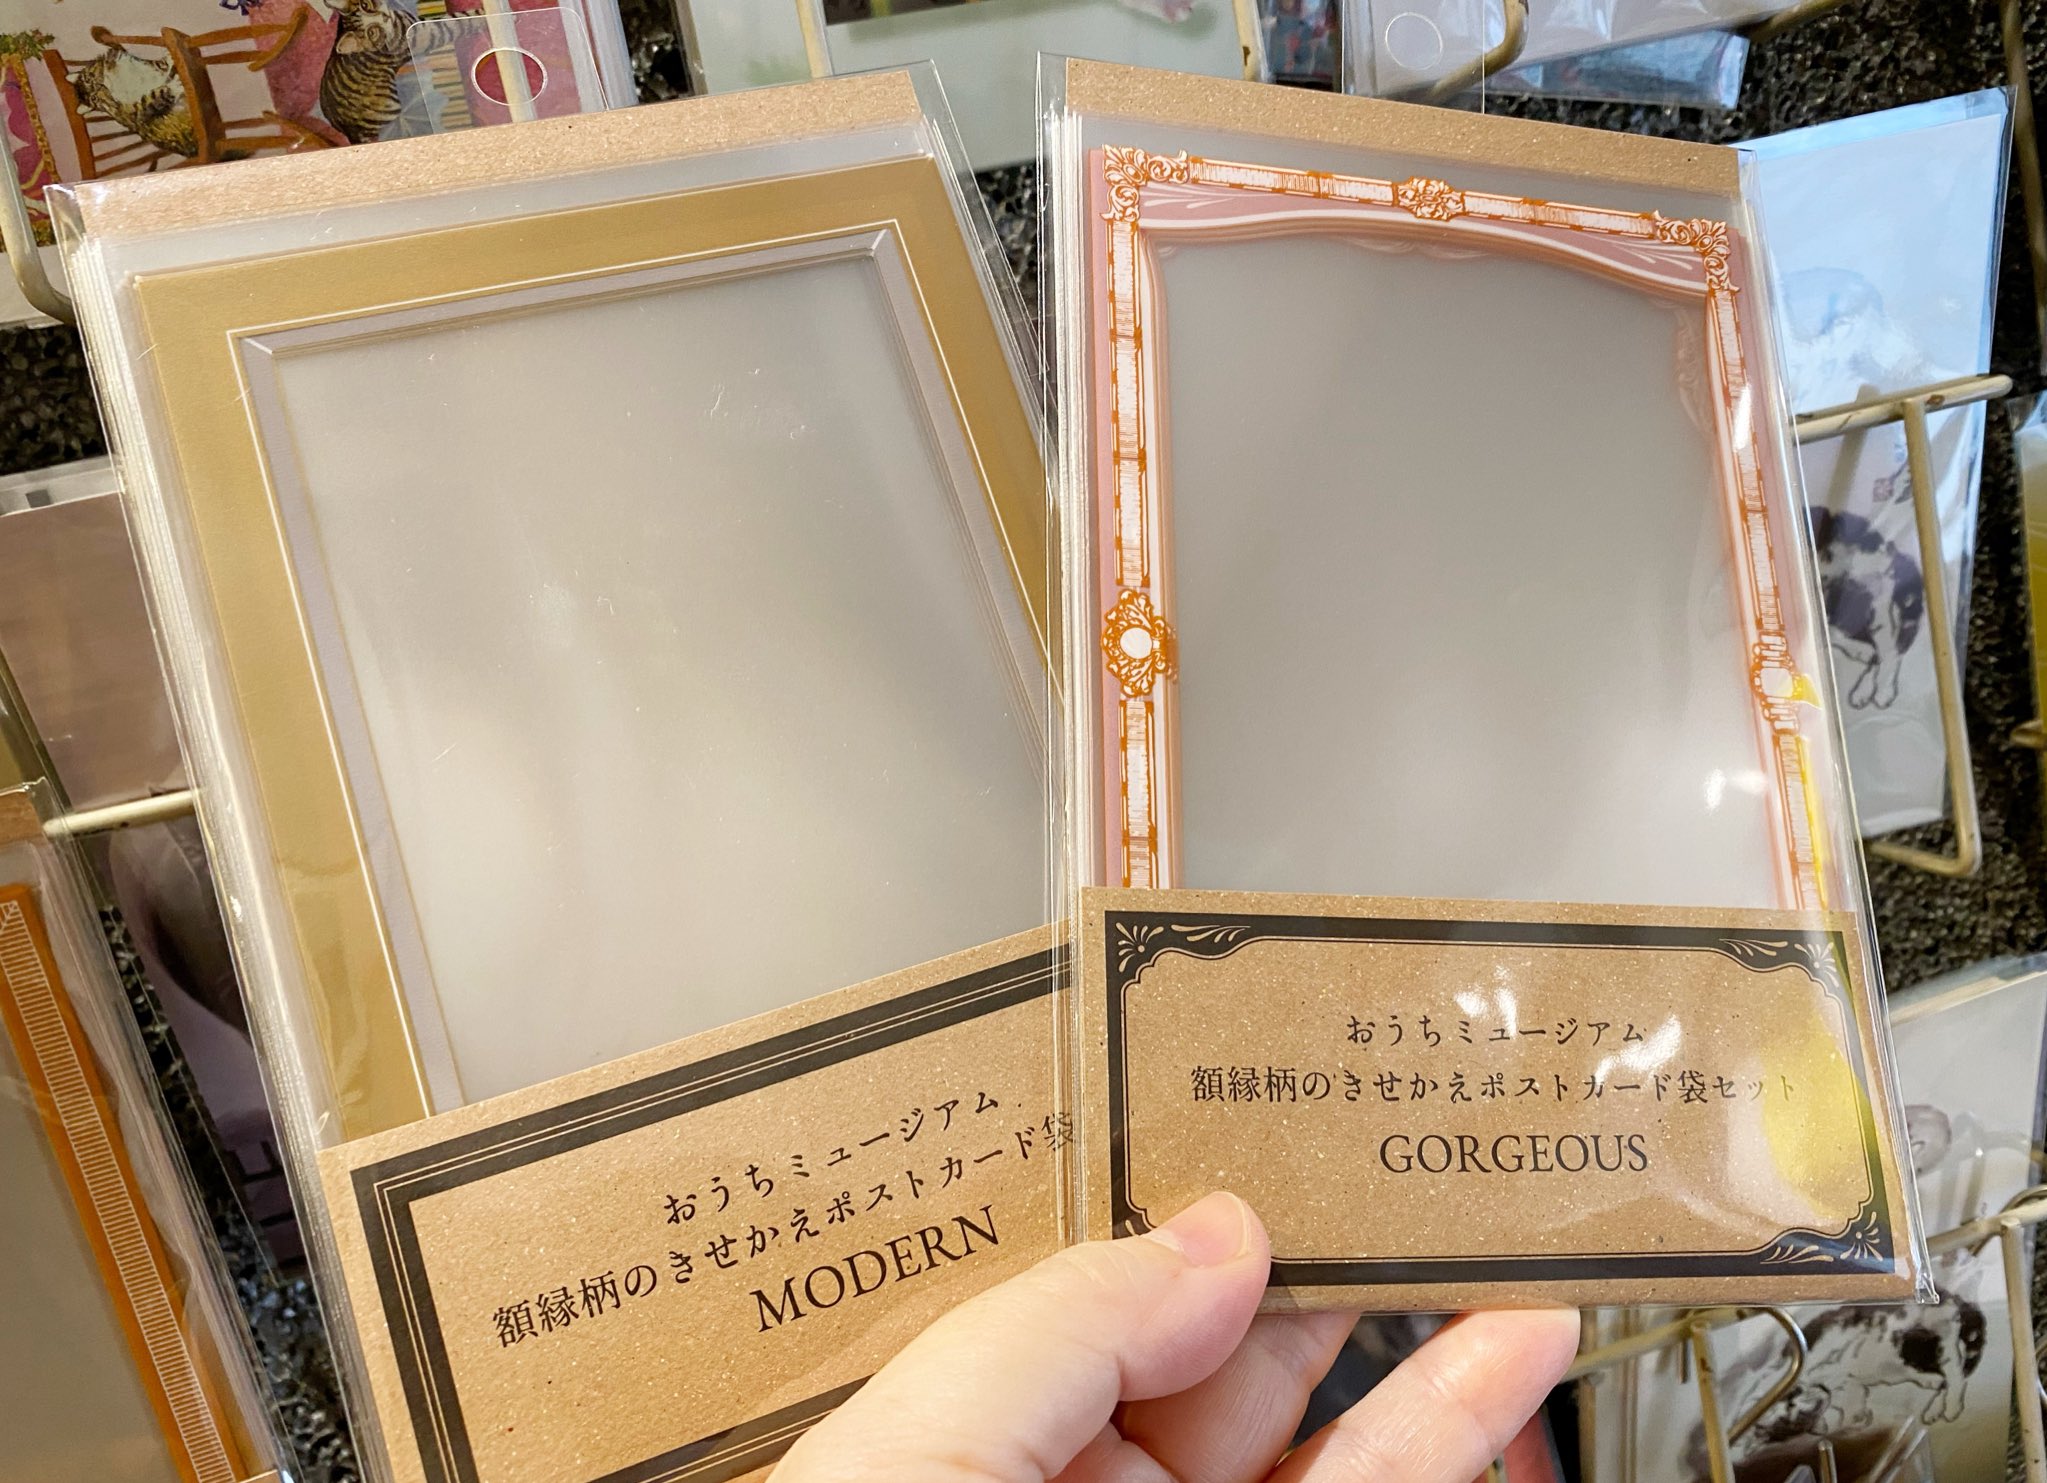 おうちミュージアム
額縁柄のきせかえポストカード袋
MODERN
おうちミュージアム
額縁柄のきせかえポストカード袋セット
GORGEOUS